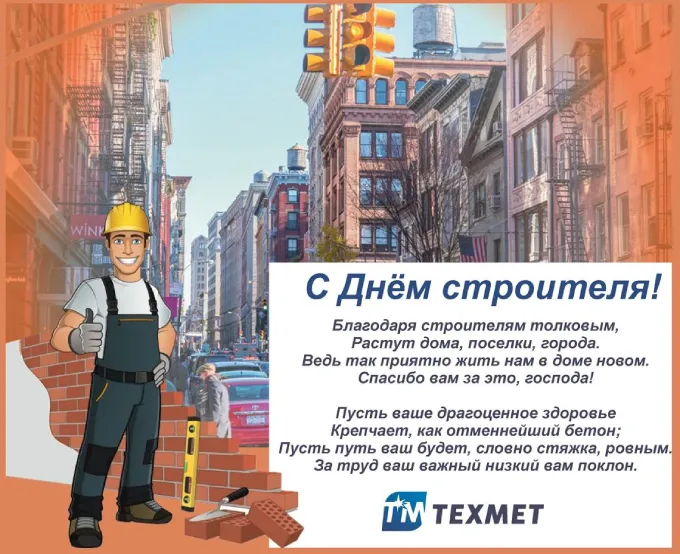 WINK
С Днём строителя!
Благодаря строителям толковым,
Растут дома, поселки, города.
Ведь так приятно жить нам в доме новом.
Спасибо вам за это, господа!
Пусть ваше драгоценное здоровье
Крепчает, как отменнейший бетон;
Пусть путь ваш будет, словно стяжка, ровным.
За труд ваш важный низкий вам поклон.
ТМ ТЕХМЕТ